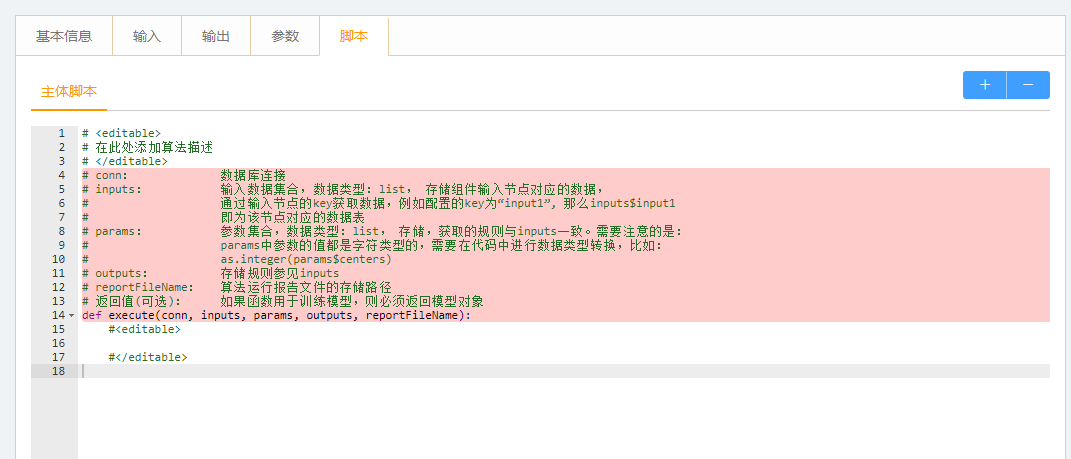 基本信息 输入 输出 参数 脚本
主体脚本
+ −
1 # <editable>
2 # 在此处添加算法描述
3 # </editable>
4 # conn: 数据库连接
5 # inputs: 输入数据集合，数据类型：list， 存储组件输入节点对应的数据，
6 # 通过输入节点的key获取数据，例如配置的key为“input1”, 那么inputs$input1
7 # 即为该节点对应的数据表
8 # params: 参数集合，数据类型：list， 存储，获取的规则与inputs一致。需要注意的是：
9 # params中参数的值都是字符类型的，需要在代码中进行数据类型转换，比如：
10 # as.integer(params$centers)
11 # outputs: 存储规则参见inputs
12 # reportFileName: 算法运行报告文件的存储路径
13 # 返回值(可选): 如果函数用于训练模型，则必须返回模型对象
14 def execute(conn, inputs, params, outputs, reportFileName):
15 #<editable>
16
17 #</editable>
18